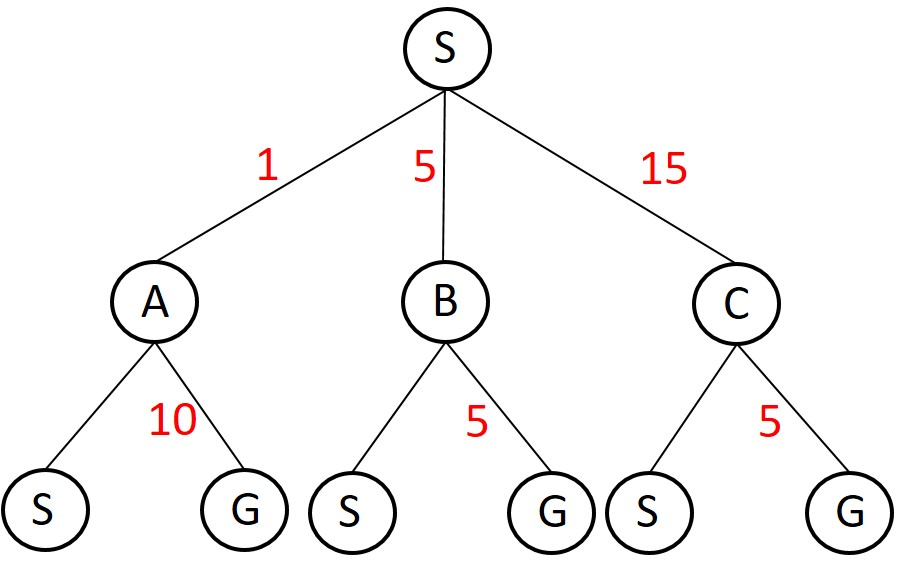 S
1 5 15
A B C
10 5 5
S G S G S G